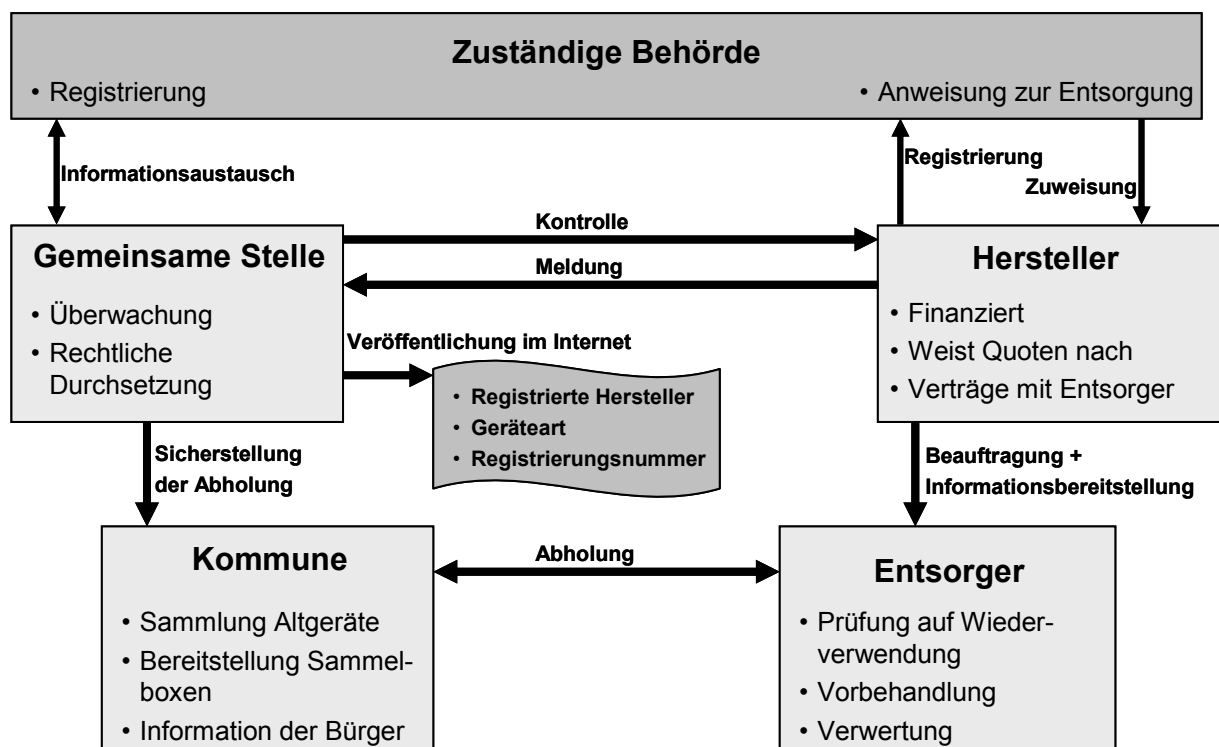 Zuständige Behörde
• Registrierung
• Anweisung zur Entsorgung
Informationsaustausch
Registrierung
Zuweisung
Gemeinsame Stelle
• Überwachung
• Rechtliche
Durchsetzung
Kontrolle
Meldung
Hersteller
• Finanziert
• Weist Quoten nach
• Verträge mit Entsorger
Veröffentlichung im Internet
• Registrierte Hersteller
• Geräteart
• Registrierungsnummer
Sicherstellung
der Abholung
Beauftragung +
Informationsbereitstellung
Kommune
• Sammlung Altgeräte
• Bereitstellung Sammel-
boxen
• Information der Bürger
Abholung
Entsorger
• Prüfung auf Wieder-
verwendung
• Vorbehandlung
• Verwertung